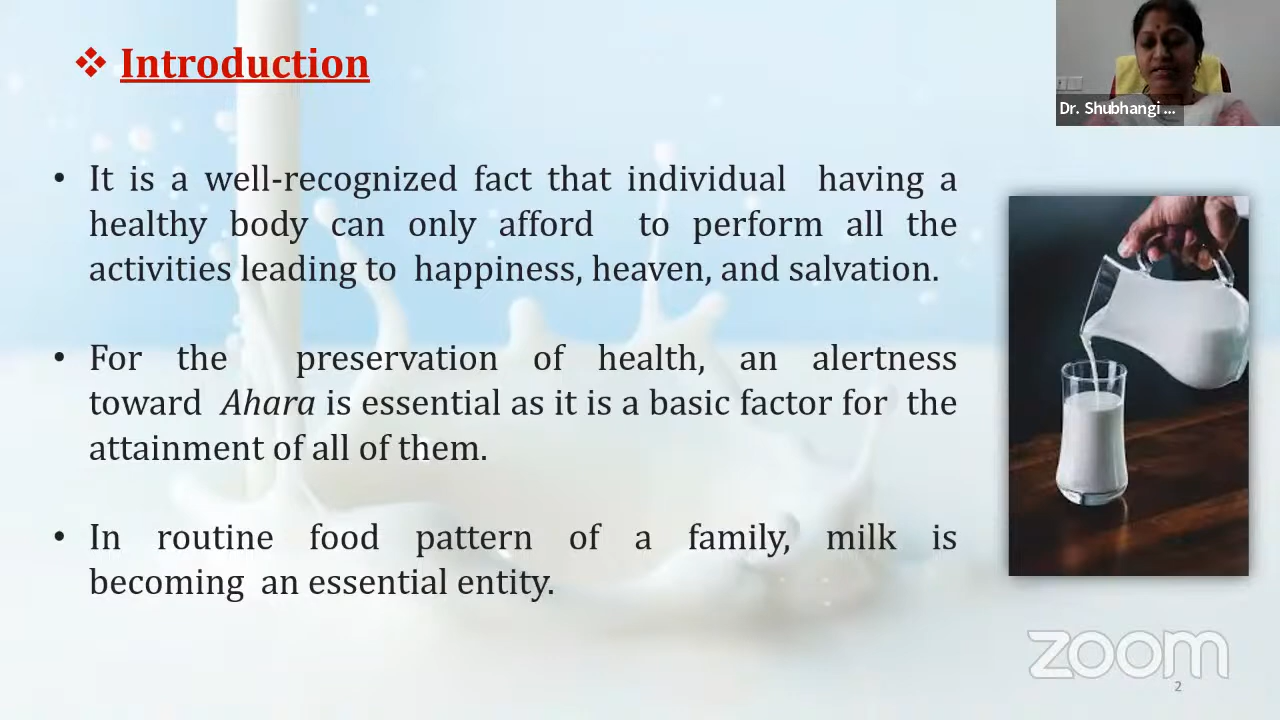 ❖ Introduction
Dr. Shubhangi ...
• It is a well-recognized fact that individual having a
healthy body can only afford to perform all the
activities leading to happiness, heaven, and salvation.
• For the preservation of health, an alertness
toward Ahara is essential as it is a basic factor for the
attainment of all of them.
• In routine food pattern of a family, milk is
becoming an essential entity.
zoom
2